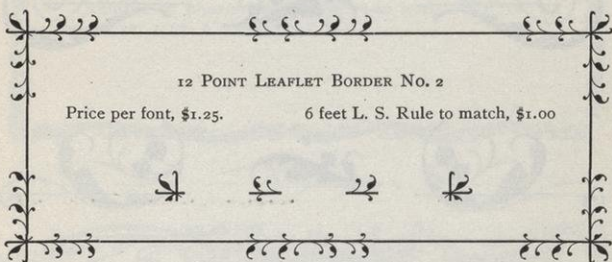 12 Point Leaflet Border No. 2
Price per font, $1.25. 6 feet L. S. Rule to match, $1.00